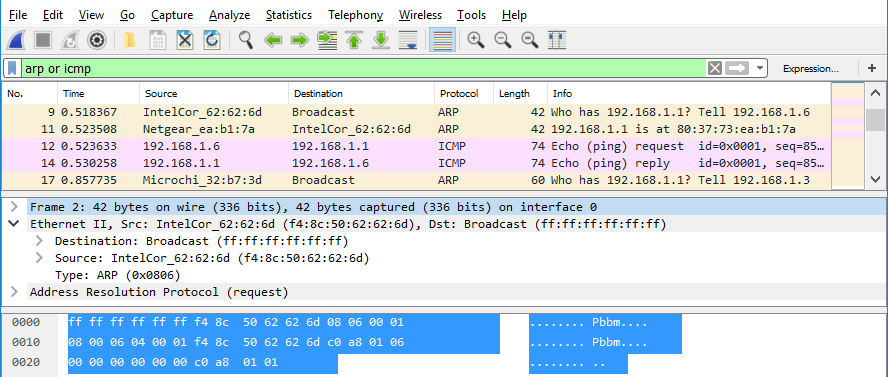 File Edit View Go Capture Analyze Statistics Telephony Wireless Tools Help
arp or icmp Expression... +
No. Time Source Destination Protocol Length Info
9 0.518367 IntelCor_62:62:6d Broadcast ARP 42 Who has 192.168.1.1? Tell 192.168.1.6
11 0.523508 Netgear_ea:b1:7a IntelCor_62:62:6d ARP 42 192.168.1.1 is at 80:37:73:ea:b1:7a
12 0.523633 192.168.1.6 192.168.1.1 ICMP 74 Echo (ping) request id=0x0001, seq=85…
14 0.530258 192.168.1.1 192.168.1.6 ICMP 74 Echo (ping) reply id=0x0001, seq=85…
17 0.857735 Microchi_32:b7:3d Broadcast ARP 60 Who has 192.168.1.1? Tell 192.168.1.3
Frame 2: 42 bytes on wire (336 bits), 42 bytes captured (336 bits) on interface 0
Ethernet II, Src: IntelCor_62:62:6d (f4:8c:50:62:62:6d), Dst: Broadcast (ff:ff:ff:ff:ff:ff)
Destination: Broadcast (ff:ff:ff:ff:ff:ff)
Source: IntelCor_62:62:6d (f4:8c:50:62:62:6d)
Type: ARP (0x0806)
Address Resolution Protocol (request)
0000 ff ff ff ff ff ff f4 8c 50 62 62 6d 08 06 00 01 ........ Pbbm....
0010 08 00 06 04 00 01 f4 8c 50 62 62 6d c0 a8 01 06 ........ Pbbm....
0020 00 00 00 00 00 00 c0 a8 01 01 ........ ..